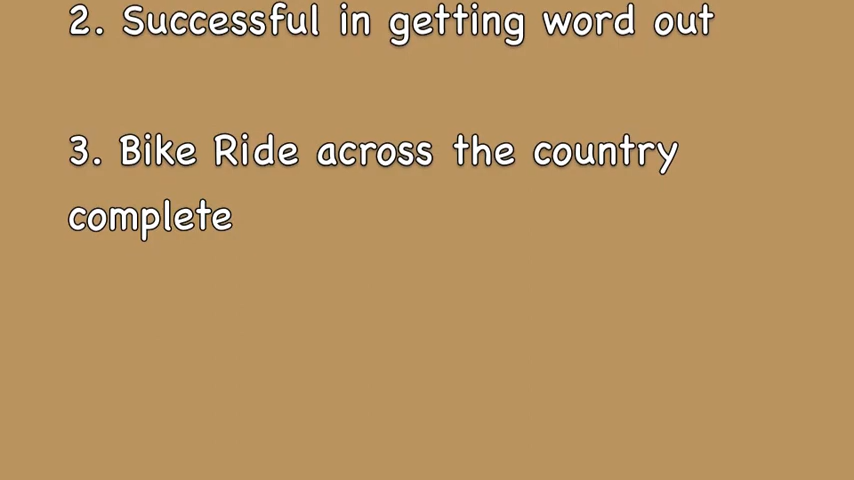 2. Successful in getting word out
3. Bike Ride across the country
complete